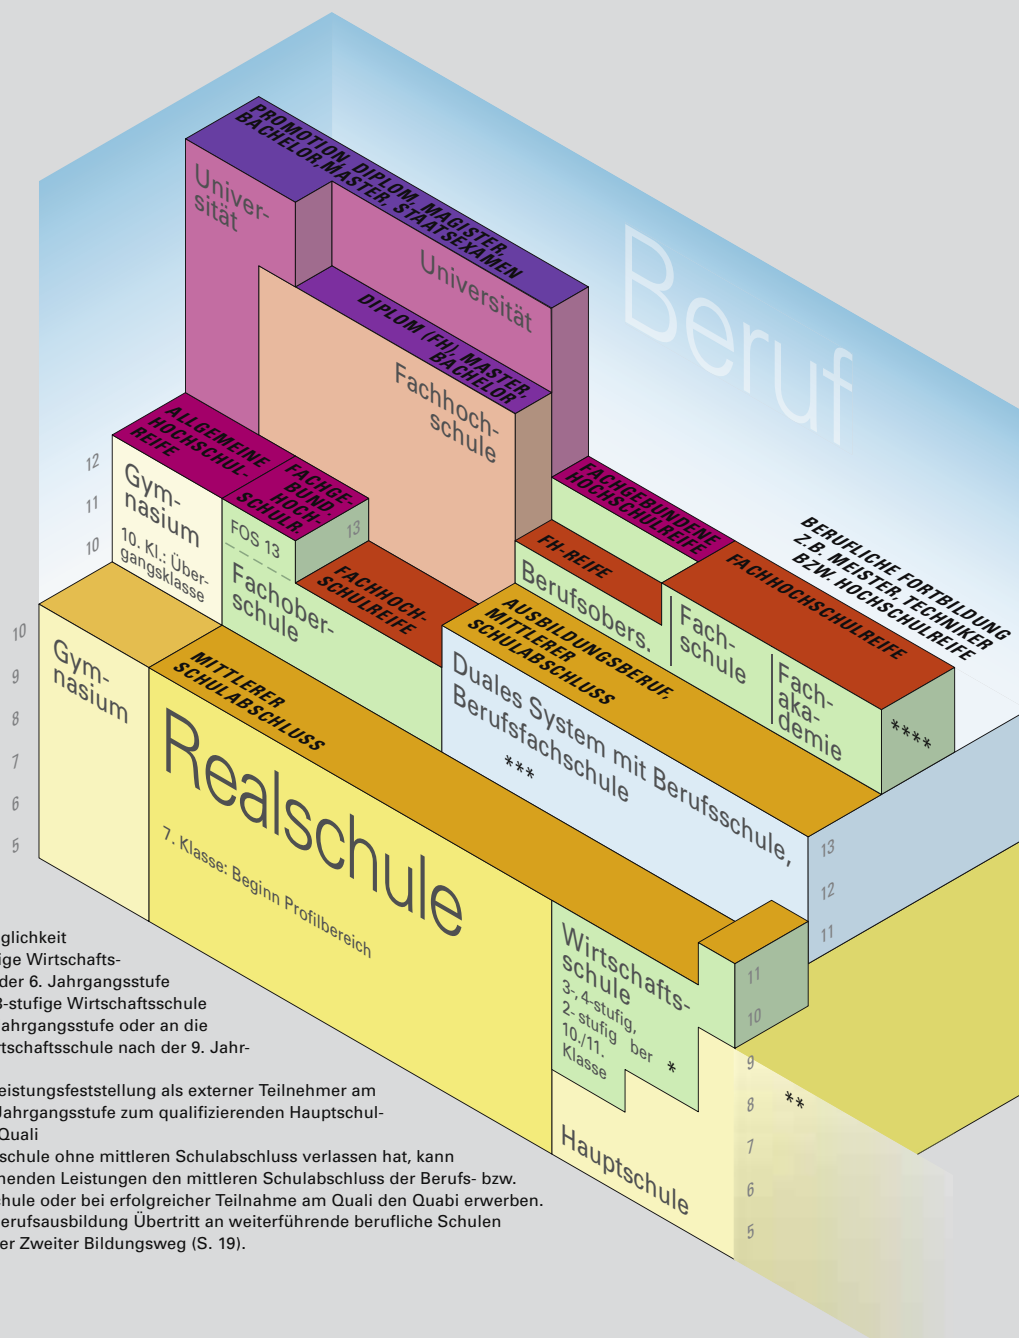 PROMOTION, DIPLOM, MAGISTER,
BACHELOR,MASTER, STAATSEXAMEN
Univer-
sität
Universität
Beruf
DIPLOM (FH), MASTER,
BACHELOR
Fachhoch-
schule
ALLGEMEINE
HOCHSCHUL-
REIFE
FACHGE-
BUND.
HOCH-
SCHULR.
13
12
11
10
Gym-
nasium
10. Kl.: Über-
gangsklasse
FOS 13
Fachober-
schule
FACHHOCH-
SCHULREIFE
FACHGEBUNDENE
HOCHSCHULREIFE
FH-REIFE
Berufsobers.
FACHHOCHSCHULREIFE
BERUFLICHE FORTBILDUNG
Z.B. MEISTER, TECHNIKER
BZW. HOCHSCHULREIFE
Fach-
schule
Fach-
aka-
demie
****
AUSBILDUNGSBERUF,
MITTLERER
SCHULABSCHLUSS
Duales System mit Berufsschule,
Berufsfachschule
***
13
12
11
10
9
8
7
6
5
Gym-
nasium
MITTLERER
SCHULABSCHLUSS
Realschule
7. Klasse: Beginn Profilbereich
Wirtschafts-
schule
3-, 4-stufig,
2- stufig ber
10./11.
Klasse
*
11
10
9
8
7
6
5
**
Hauptschule
glichkeit
ige Wirtschafts-
der 6. Jahrgangsstufe
3-stufige Wirtschaftsschule
ahrgangsstufe oder an die
rtschaftsschule nach der 9. Jahr-
eistungsfeststellung als externer Teilnehmer am
Jahrgangsstufe zum qualifizierenden Hauptschul-
Quali
schule ohne mittleren Schulabschluss verlassen hat, kann
henden Leistungen den mittleren Schulabschluss der Berufs- bzw.
chule oder bei erfolgreicher Teilnahme am Quali den Quabi erwerben.
erufsausbildung Übertritt an weiterführende berufliche Schulen
er Zweiter Bildungsweg (S. 19).